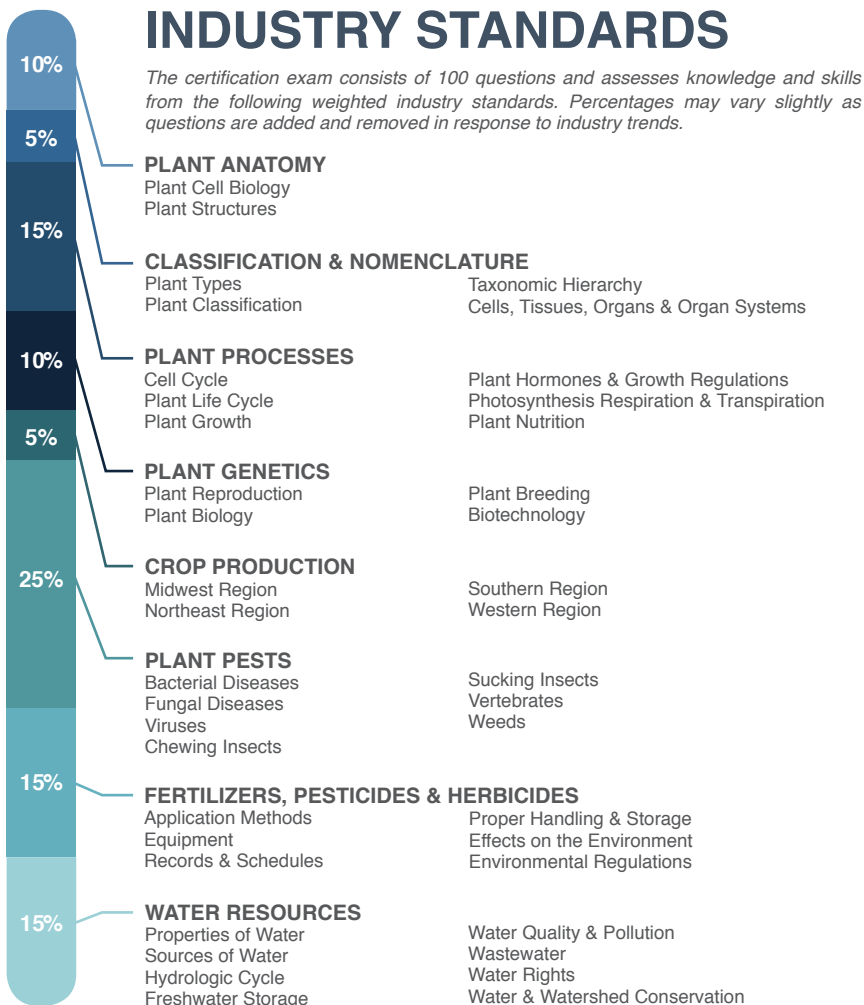 INDUSTRY STANDARDS
The certification exam consists of 100 questions and assesses knowledge and skills
from the following weighted industry standards. Percentages may vary slightly as
questions are added and removed in response to industry trends.
10%
PLANT ANATOMY
Plant Cell Biology
Plant Structures
5%
CLASSIFICATION & NOMENCLATURE
Plant Types
Plant Classification
Taxonomic Hierarchy
Cells, Tissues, Organs & Organ Systems
15%
PLANT PROCESSES
Cell Cycle
Plant Life Cycle
Plant Growth
Plant Hormones & Growth Regulations
Photosynthesis Respiration & Transpiration
Plant Nutrition
10%
PLANT GENETICS
Plant Reproduction
Plant Biology
Plant Breeding
Biotechnology
5%
CROP PRODUCTION
Midwest Region
Northeast Region
Southern Region
Western Region
25%
PLANT PESTS
Bacterial Diseases
Fungal Diseases
Viruses
Chewing Insects
Sucking Insects
Vertebrates
Weeds
15%
FERTILIZERS, PESTICIDES & HERBICIDES
Application Methods
Equipment
Records & Schedules
Proper Handling & Storage
Effects on the Environment
Environmental Regulations
15%
WATER RESOURCES
Properties of Water
Sources of Water
Hydrologic Cycle
Freshwater Storage
Water Quality & Pollution
Wastewater
Water Rights
Water & Watershed Conservation